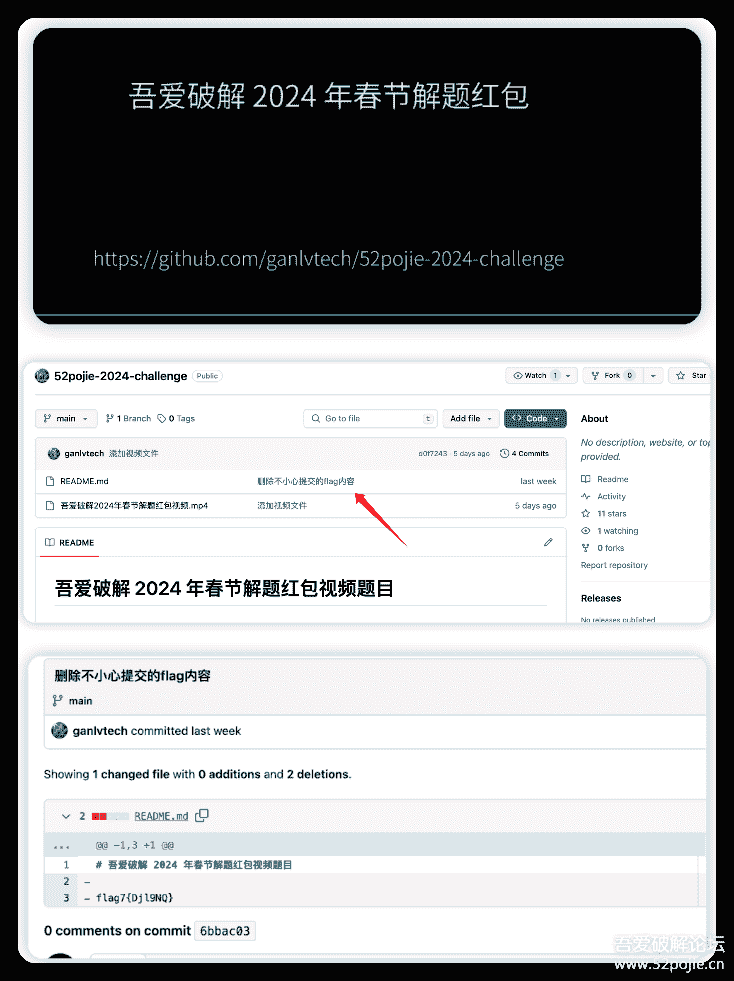 吾爱破解 2024 年春节解题红包
https://github.com/ganlvtech/52pojie-2024-challenge
52pojie-2024-challenge Public Watch 1 Fork 0 Star
main 1 Branch 0 Tags Go to file t Add file Code
ganlvtech 添加视频文件 d0f7243 · 5 days ago 4 Commits
README.md 删除不小心提交的flag内容 last week
吾爱破解2024年春节解题红包视频.mp4 添加视频文件 5 days ago
README
吾爱破解 2024 年春节解题红包视频题目
About
No description, website, or top
provided.
Readme
Activity
11 stars
1 watching
0 forks
Report repository
Releases
No releases published
删除不小心提交的flag内容
main
ganlvtech committed last week
Showing 1 changed file with 0 additions and 2 deletions.
2 README.md
... @@ -1,3 +1 @@
1 # 吾爱破解 2024 年春节解题红包视频题目
2 -
3 - flag7{Djl9NQ}
0 comments on commit 6bbac03
吾爱破解论坛
www.52pojie.cn